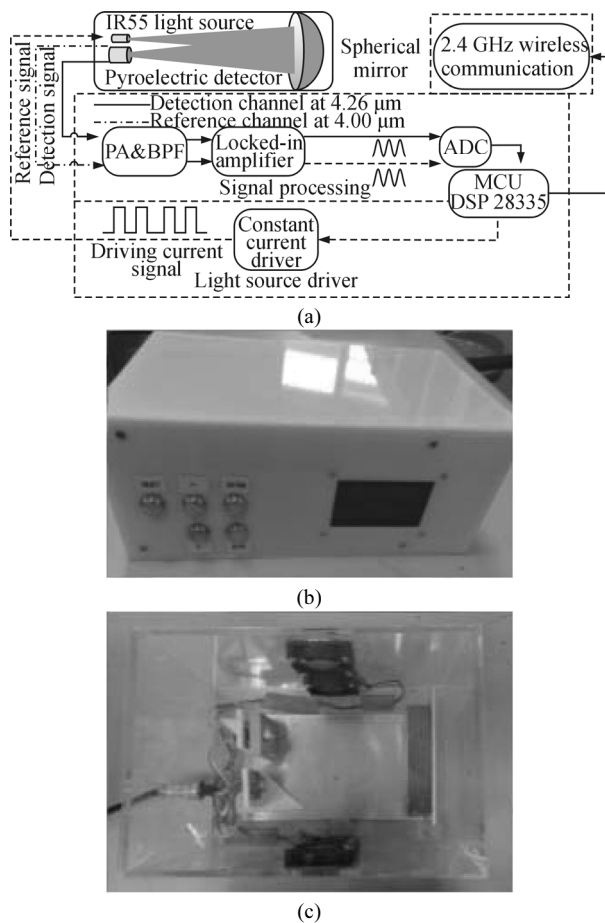 IR55 light source
Pyroelectric detector
Spherical
mirror
2.4 GHz wireless
communication
Reference signal
Detection signal
Detection channel at 4.26 μm
Reference channel at 4.00 μm
PA&BPF
Locked-in
amplifier
ADC
Signal processing
MCU
DSP 28335
Driving current
signal
Constant
current
driver
Light source driver
(a)
(b)
(c)